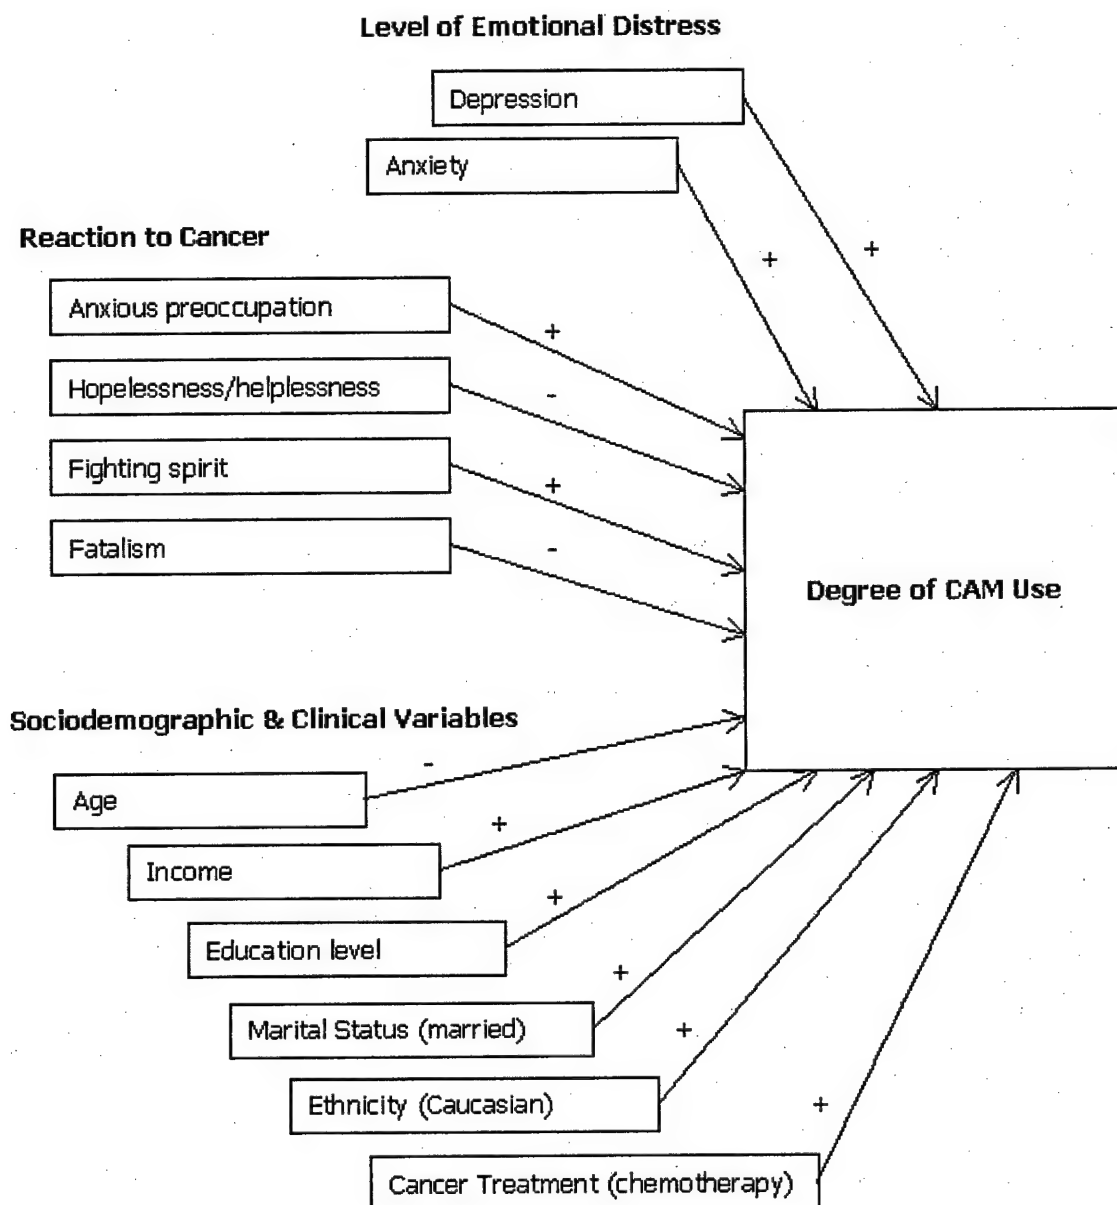 Level of Emotional Distress
Depression
Anxiety
+
+
Reaction to Cancer
Anxious preoccupation
+
Hopelessness/helplessness
-
Fighting spirit
+
Fatalism
-
Degree of CAM Use
Sociodemographic & Clinical Variables
-
Age
+
Income
+
Education level
+
Marital Status (married)
+
Ethnicity (Caucasian)
+
Cancer Treatment (chemotherapy)